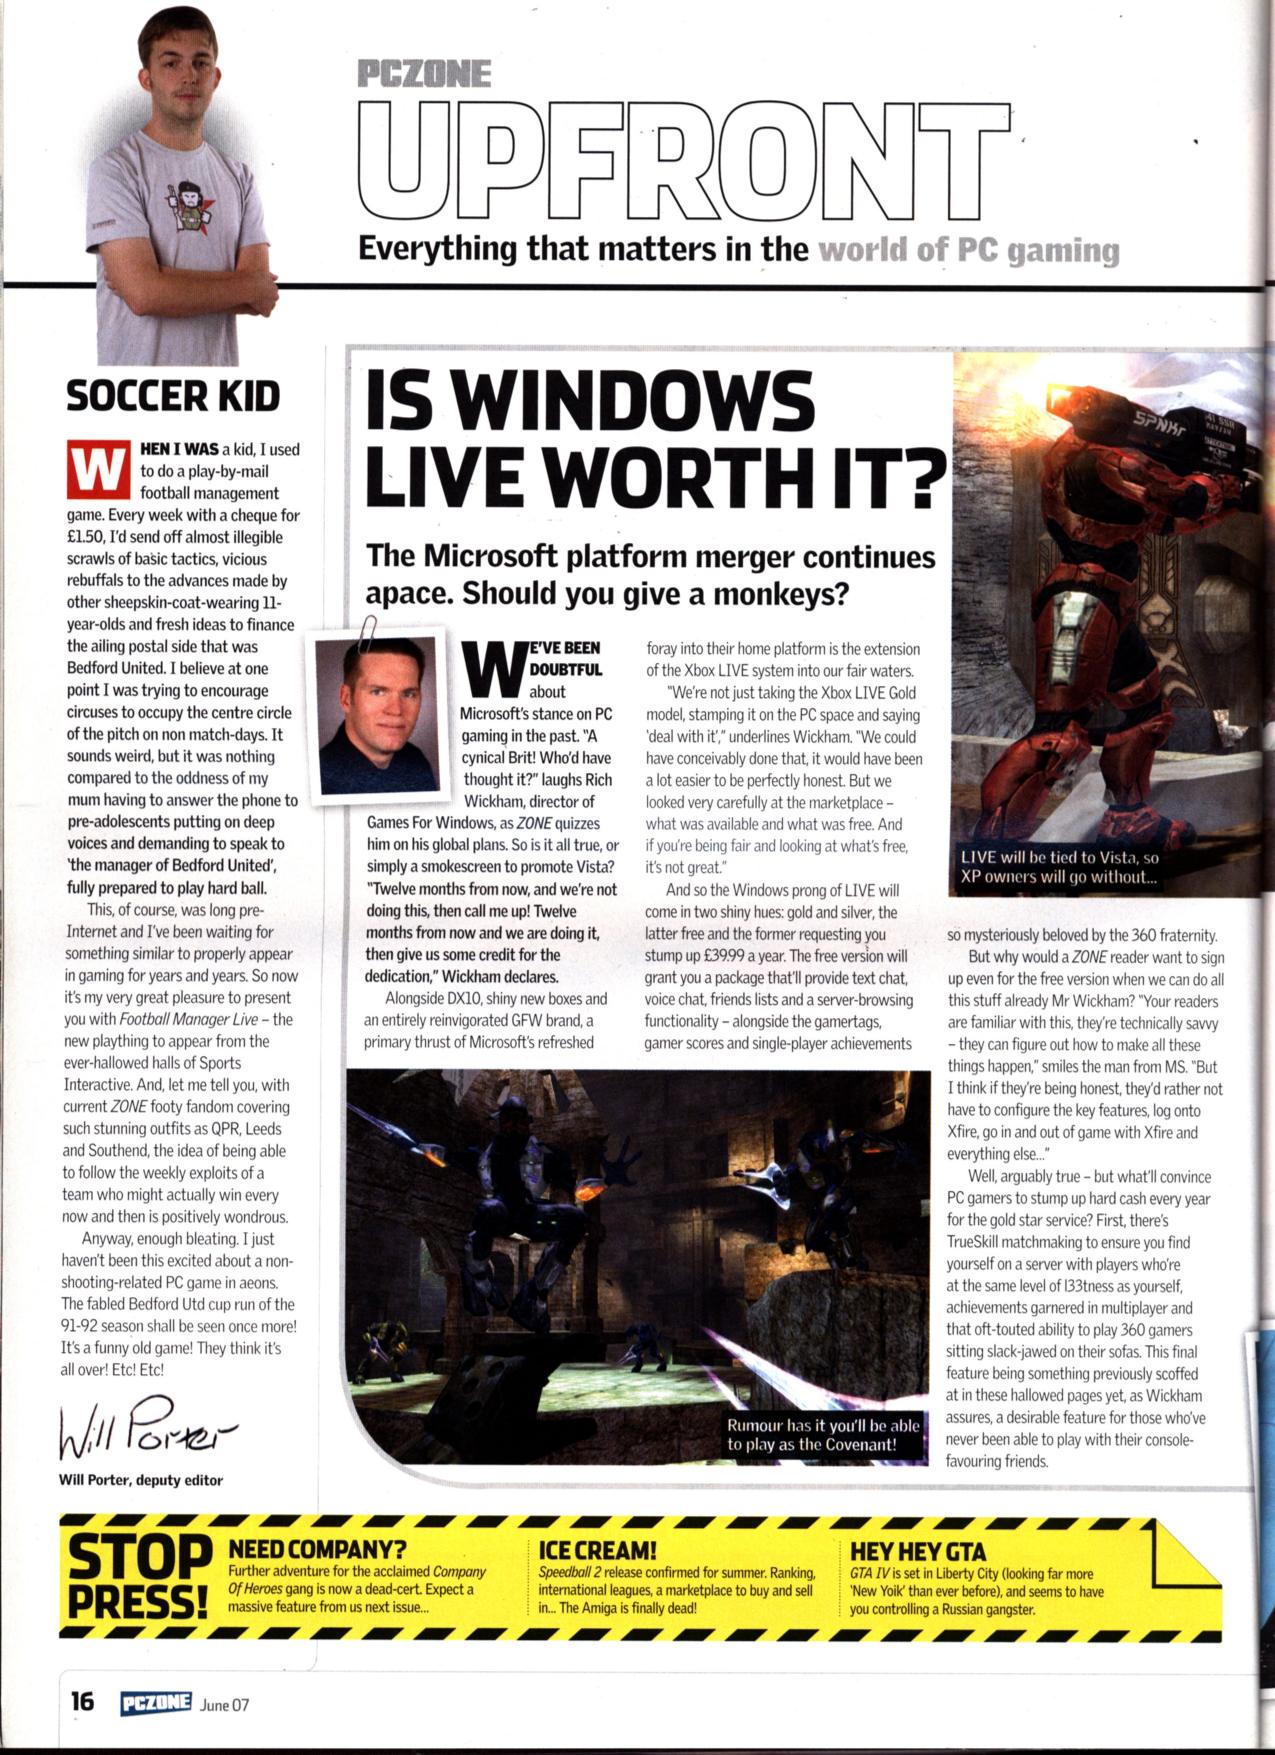 PCZONE
UPFRONT
Everything that matters in the world of PC gaming
SOCCER KID
WHEN I WAS a kid, I used
to do a play-by-mail
football management
game. Every week with a cheque for
£1.50, I'd send off almost illegible
scrawls of basic tactics, vicious
rebuffals to the advances made by
other sheepskin-coat-wearing 11-
year-olds and fresh ideas to finance
the ailing postal side that was
Bedford United. I believe at one
point I was trying to encourage
circuses to occupy the centre circle
of the pitch on non match-days. It
sounds weird, but it was nothing
compared to the oddness of my
mum having to answer the phone to
pre-adolescents putting on deep
voices and demanding to speak to
'the manager of Bedford United',
fully prepared to play hard ball.
This, of course, was long pre-
Internet and I've been waiting for
something similar to properly appear
in gaming for years and years. So now
it's my very great pleasure to present
you with Football Manager Live – the
new plaything to appear from the
ever-hallowed halls of Sports
Interactive. And, let me tell you, with
current ZONE footy fandom covering
such stunning outfits as QPR, Leeds
and Southend, the idea of being able
to follow the weekly exploits of a
team who might actually win every
now and then is positively wondrous.
Anyway, enough bleating. I just
haven't been this excited about a non-
shooting-related PC game in aeons.
The fabled Bedford Utd cup run of the
91-92 season shall be seen once more!
It's a funny old game! They think it's
all over! Etc! Etc!
Will Porter
Will Porter, deputy editor
IS WINDOWS
LIVE WORTH IT?
The Microsoft platform merger continues
apace. Should you give a monkeys?
WE'VE BEEN
DOUBTFUL
about
Microsoft's stance on PC
gaming in the past. "A
cynical Brit! Who'd have
thought it?" laughs Rich
Wickham, director of
Games For Windows, as ZONE quizzes
him on his global plans. So is it all true, or
simply a smokescreen to promote Vista?
"Twelve months from now, and we're not
doing this, then call me up! Twelve
months from now and we are doing it,
then give us some credit for the
dedication," Wickham declares.
Alongside DX10, shiny new boxes and
an entirely reinvigorated GFW brand, a
primary thrust of Microsoft's refreshed
foray into their home platform is the extension
of the Xbox LIVE system into our fair waters.
"We're not just taking the Xbox LIVE Gold
model, stamping it on the PC space and saying
'deal with it'," underlines Wickham. "We could
have conceivably done that, it would have been
a lot easier to be perfectly honest. But we
looked very carefully at the marketplace –
what was available and what was free. And
if you're being fair and looking at what's free,
it's not great."
And so the Windows prong of LIVE will
come in two shiny hues: gold and silver, the
latter free and the former requesting you
stump up £39.99 a year. The free version will
grant you a package that'll provide text chat,
voice chat, friends lists and a server-browsing
functionality – alongside the gamertags,
gamer scores and single-player achievements
SPNKr
LIVE will be tied to Vista, so
XP owners will go without...
so mysteriously beloved by the 360 fraternity.
But why would a ZONE reader want to sign
up even for the free version when we can do all
this stuff already Mr Wickham? "Your readers
are familiar with this, they're technically savvy
– they can figure out how to make all these
things happen," smiles the man from MS. "But
I think if they're being honest, they'd rather not
have to configure the key features, log onto
Xfire, go in and out of game with Xfire and
everything else..."
Well, arguably true – but what'll convince
PC gamers to stump up hard cash every year
for the gold star service? First, there's
TrueSkill matchmaking to ensure you find
yourself on a server with players who're
at the same level of l33tness as yourself,
achievements garnered in multiplayer and
that oft-touted ability to play 360 gamers
sitting slack-jawed on their sofas. This final
feature being something previously scoffed
at in these hallowed pages yet, as Wickham
assures, a desirable feature for those who've
never been able to play with their console-
favouring friends.
Rumour has it you'll be able
to play as the Covenant!
STOP
PRESS!
NEED COMPANY?
Further adventure for the acclaimed Company
Of Heroes gang is now a dead-cert. Expect a
massive feature from us next issue...
ICE CREAM!
Speedball 2 release confirmed for summer. Ranking,
international leagues, a marketplace to buy and sell
in... The Amiga is finally dead!
HEY HEY GTA
GTA IV is set in Liberty City (looking far more
'New Yoik' than ever before), and seems to have
you controlling a Russian gangster.
16 PCZONE June 07